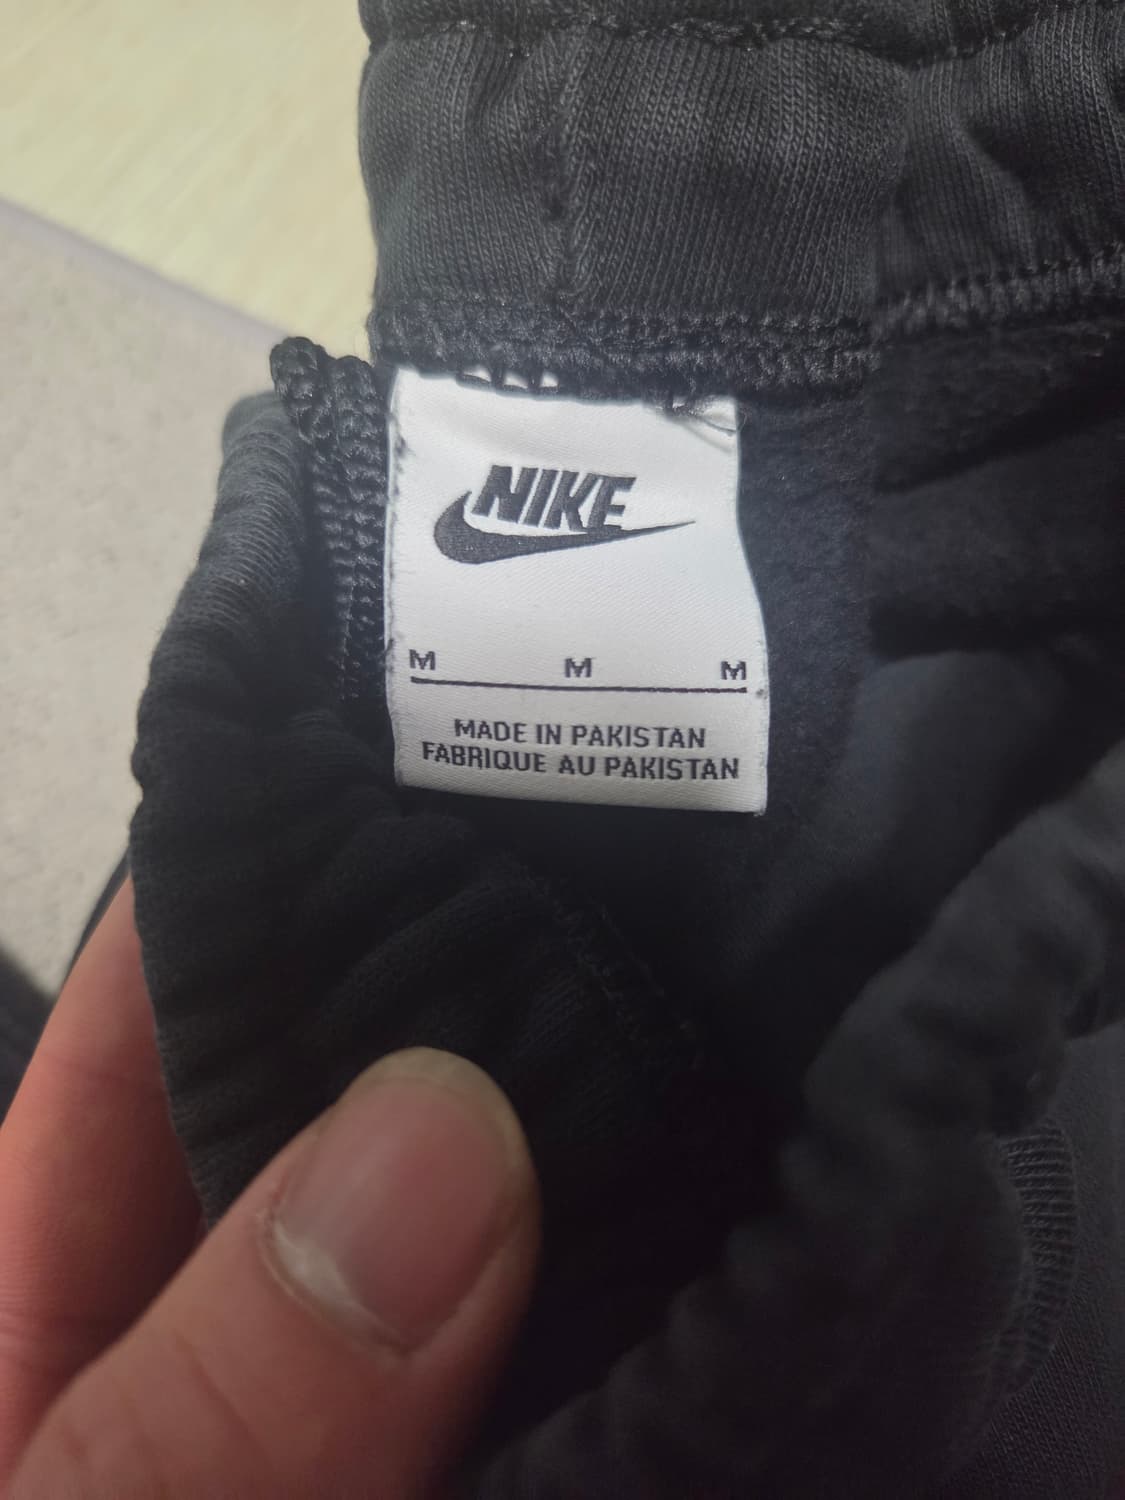 NIKE
M M M
MADE IN PAKISTAN
FABRIQUE AU PAKISTAN